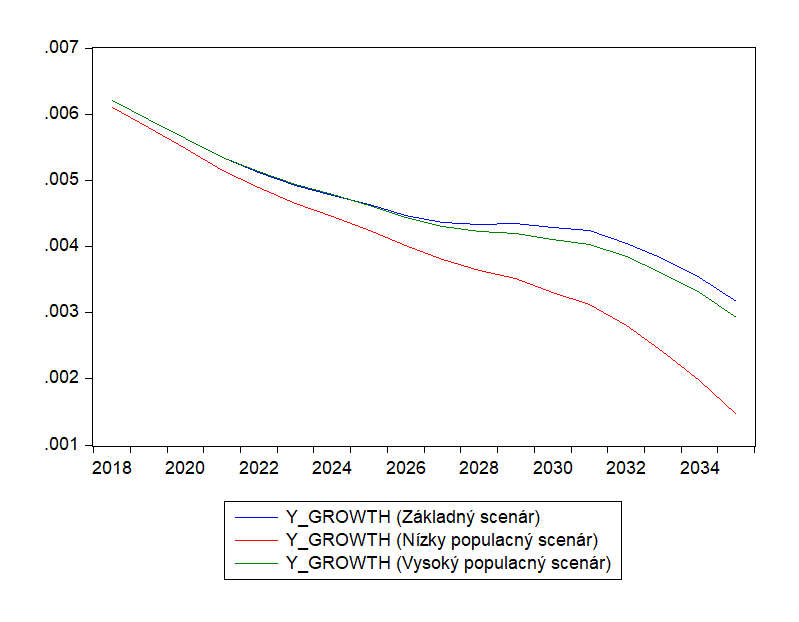 .007
.006
.005
.004
.003
.002
.001
2018 2020 2022 2024 2026 2028 2030 2032 2034
Y_GROWTH (Základný scenár)
Y_GROWTH (Nízky populacný scenár)
Y_GROWTH (Vysoký populacný scenár)